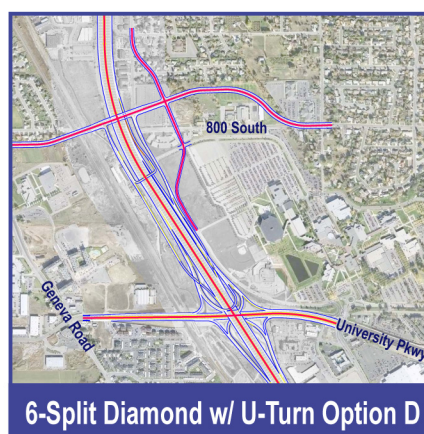 800 South
Geneva Road
University Pkwy
6-Split Diamond w/ U-Turn Option D